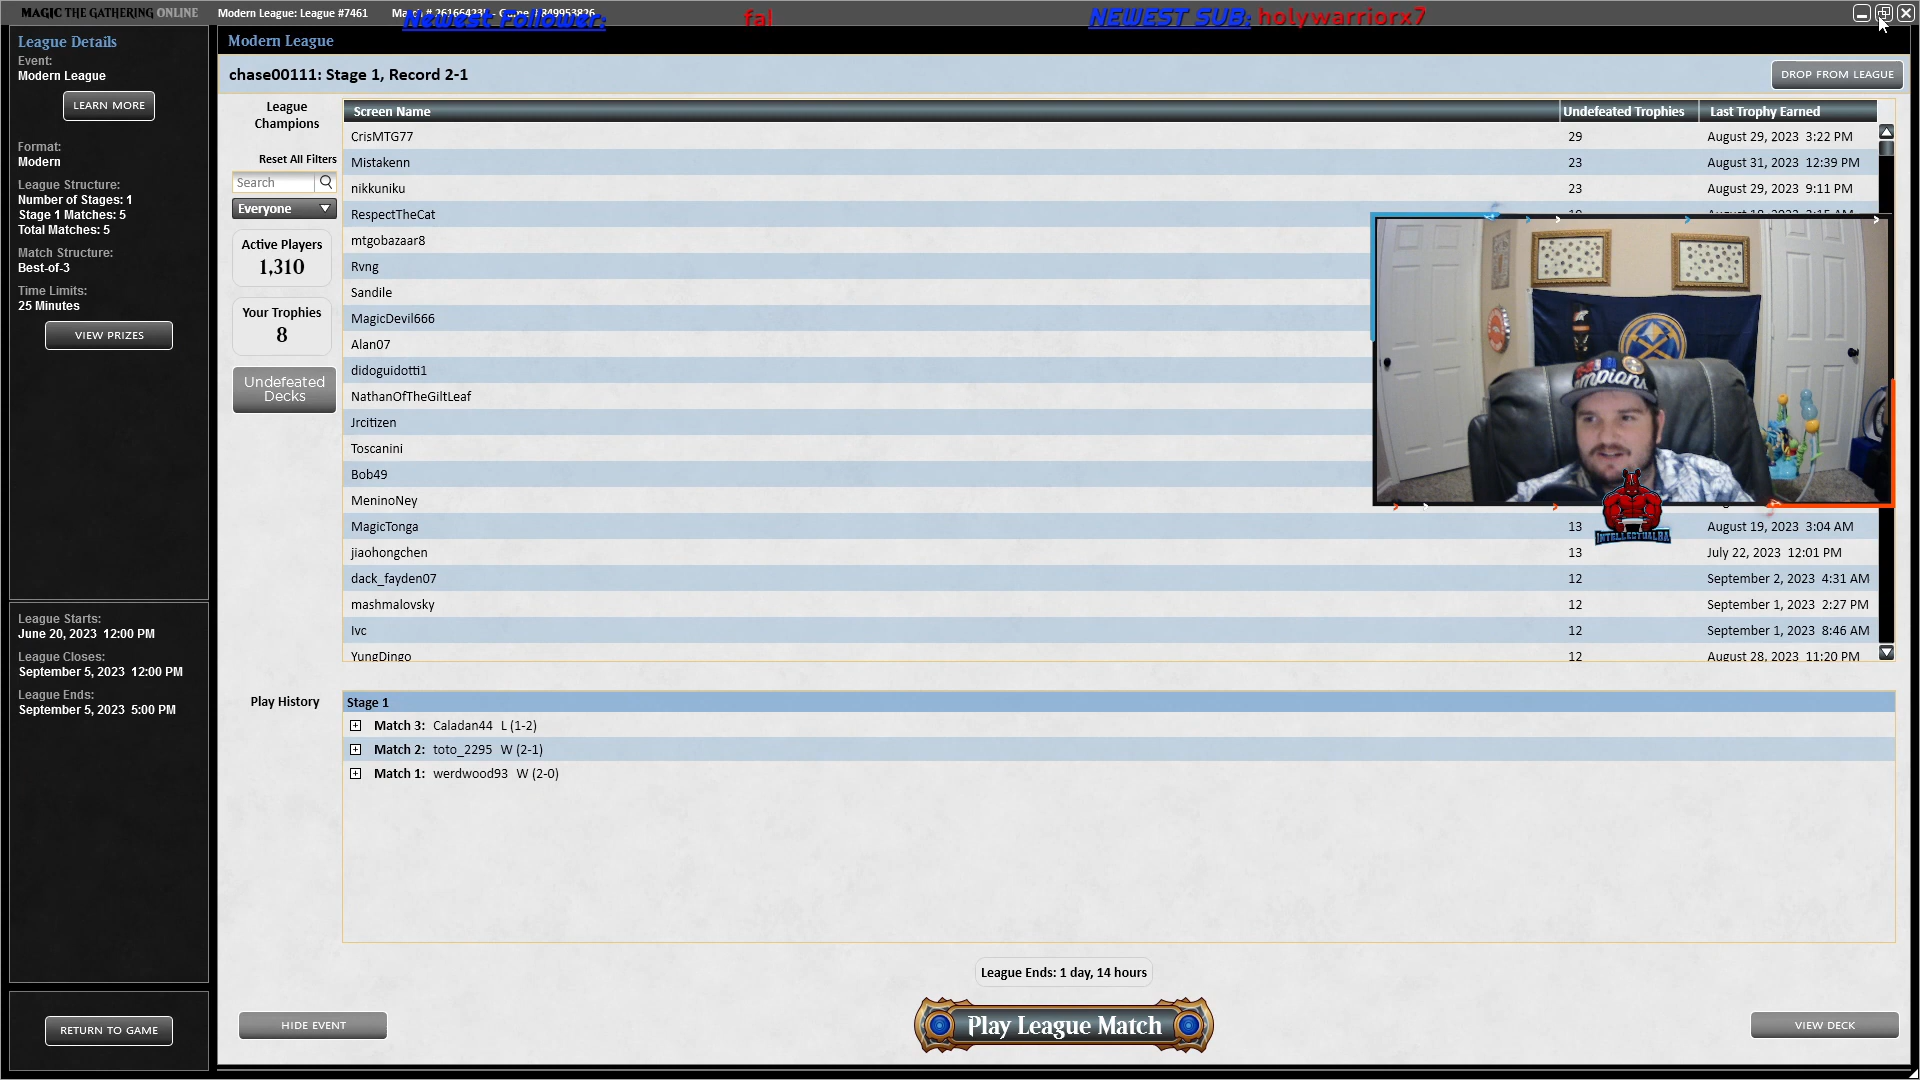 MAGIC THE GATHERING ONLINE
Modern League: League #7461
Newest Follower:
fal
NEWEST SUB: holywarriorx7
League Details
Event:
Modern League
LEARN MORE
Format:
Modern
League Structure:
Number of Stages: 1
Stage 1 Matches: 5
Total Matches: 5
Match Structure:
Best-of-3
Time Limits:
25 Minutes
VIEW PRIZES
League Starts:
June 20, 2023 12:00 PM
League Closes:
September 5, 2023 12:00 PM
League Ends:
September 5, 2023 5:00 PM
RETURN TO GAME
Modern League
chase00111: Stage 1, Record 2-1
DROP FROM LEAGUE
League
Champions
Reset All Filters
Search
Everyone
Active Players
1,310
Your Trophies
8
Undefeated
Decks
Screen Name Undefeated Trophies Last Trophy Earned
CrisMTG77 29 August 29, 2023 3:22 PM
Mistakenn 23 August 31, 2023 12:39 PM
nikkuniku 23 August 29, 2023 9:11 PM
RespectTheCat
mtgobazaar8
Rvng
Sandile
MagicDevil666
Alan07
didoguidotti1
NathanOfTheGiltLeaf
Jrcitizen
Toscanini
Bob49
MeninoNey
MagicTonga 13 August 19, 2023 3:04 AM
jiaohongchen 13 July 22, 2023 12:01 PM
dack_fayden07 12 September 2, 2023 4:31 AM
mashmalovsky 12 September 1, 2023 2:27 PM
lvc 12 September 1, 2023 8:46 AM
YungDingo 12 August 28, 2023 11:20 PM
mpions
INTELLECTUALBA
Play History
Stage 1
Match 3: Caladan44 L (1-2)
Match 2: toto_2295 W (2-1)
Match 1: werdwood93 W (2-0)
League Ends: 1 day, 14 hours
HIDE EVENT
Play League Match
VIEW DECK